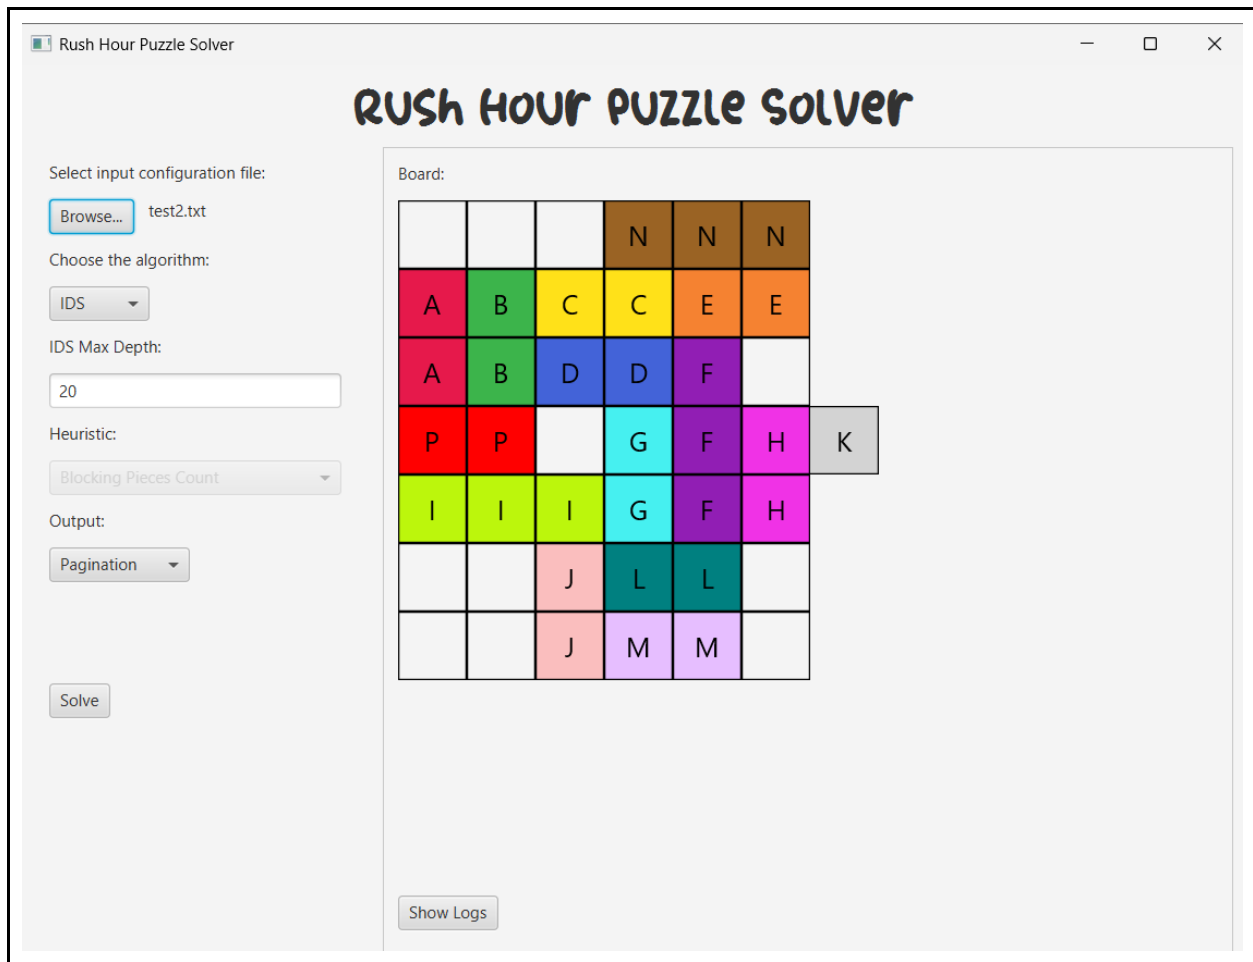 Rush Hour Puzzle Solver
Rush Hour Puzzle Solver
Select input configuration file:
Browse... test2.txt
Choose the algorithm:
IDS
IDS Max Depth:
20
Heuristic:
Blocking Pieces Count
Output:
Pagination
Solve
Board:
N N N
A B C C E E
A B D D F
P P G F H K
I I I G F H
J L L
J M M
Show Logs